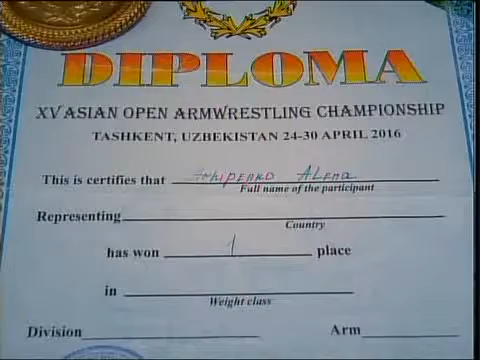 DIPLOMA
XV ASIAN OPEN ARMWRESTLING CHAMPIONSHIP
TASHKENT, UZBEKISTAN 24-30 APRIL 2016
This is certifies that Alena
Full name of the participant
Representing
Country
has won 1 place
in
Weight class
Division Arm